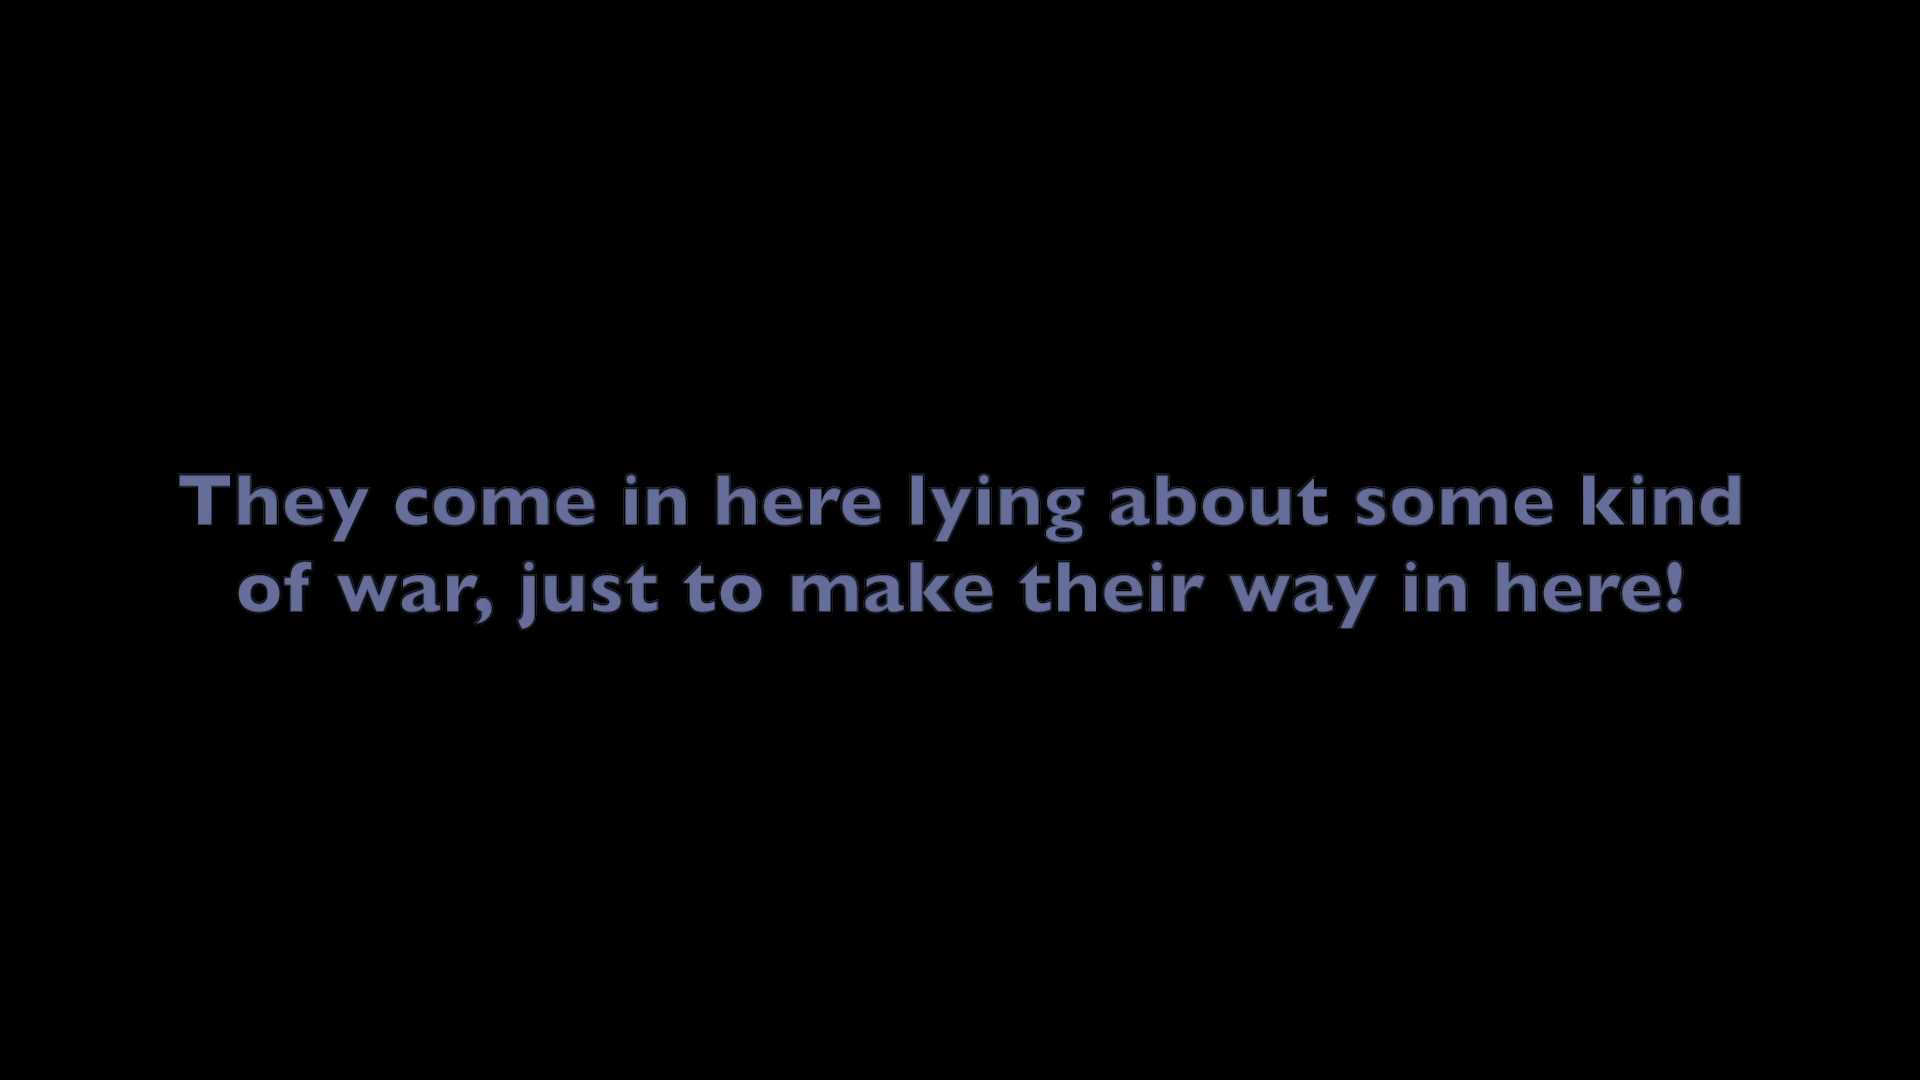 They come in here lying about some kind
of war, just to make their way in here!